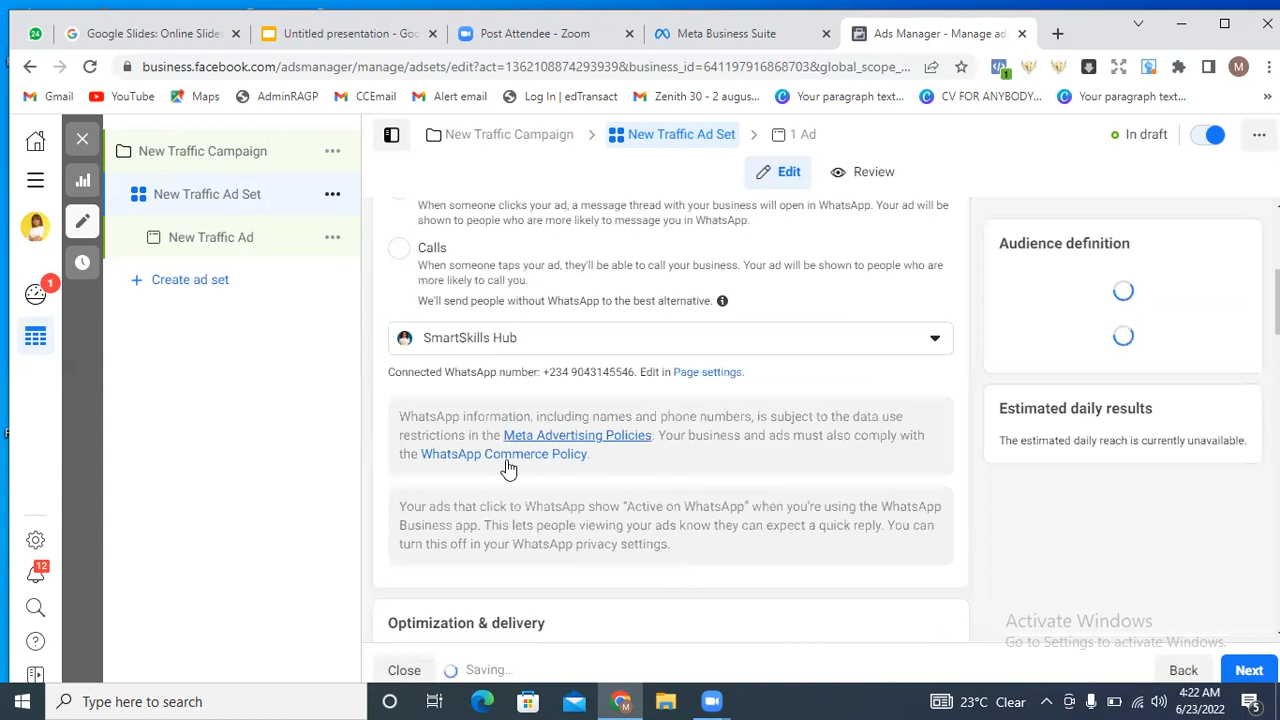 24
Google Slides: Online Slide
Untitled presentation - Goo
Post Attendee - Zoom
Meta Business Suite
Ads Manager - Manage ad
business.facebook.com/adsmanager/manage/adsets/edit?act=1362108874293939&business_id=641197916868703&global_scope_...
1
M
Gmail
YouTube
Maps
AdminRAGP
CCEmail
Alert email
Log In | edTransact
Zenith 30 - 2 augus...
Your paragraph text...
CV FOR ANYBODY...
Your paragraph text...
»
New Traffic Campaign
New Traffic Ad Set
1 Ad
In draft
New Traffic Campaign
Edit
Review
New Traffic Ad Set
When someone clicks your ad, a message thread with your business will open in WhatsApp. Your ad will be
shown to people who are more likely to message you in WhatsApp.
New Traffic Ad
Calls
Audience definition
When someone taps your ad, they'll be able to call your business. Your ad will be shown to people who are
more likely to call you.
Create ad set
1
We'll send people without WhatsApp to the best alternative.
SmartSkills Hub
Connected WhatsApp number: +234 9043145546. Edit in Page settings.
Estimated daily results
WhatsApp information, including names and phone numbers, is subject to the data use
restrictions in the Meta Advertising Policies. Your business and ads must also comply with
the WhatsApp Commerce Policy.
The estimated daily reach is currently unavailable.
Your ads that click to WhatsApp show "Active on WhatsApp" when you're using the WhatsApp
Business app. This lets people viewing your ads know they can expect a quick reply. You can
turn this off in your WhatsApp privacy settings.
12
Optimization & delivery
Activate Windows
Go to Settings to activate Windows.
Close
Saving...
Back
Next
Type here to search
M
23°C Clear
4:22 AM
6/23/2022
5